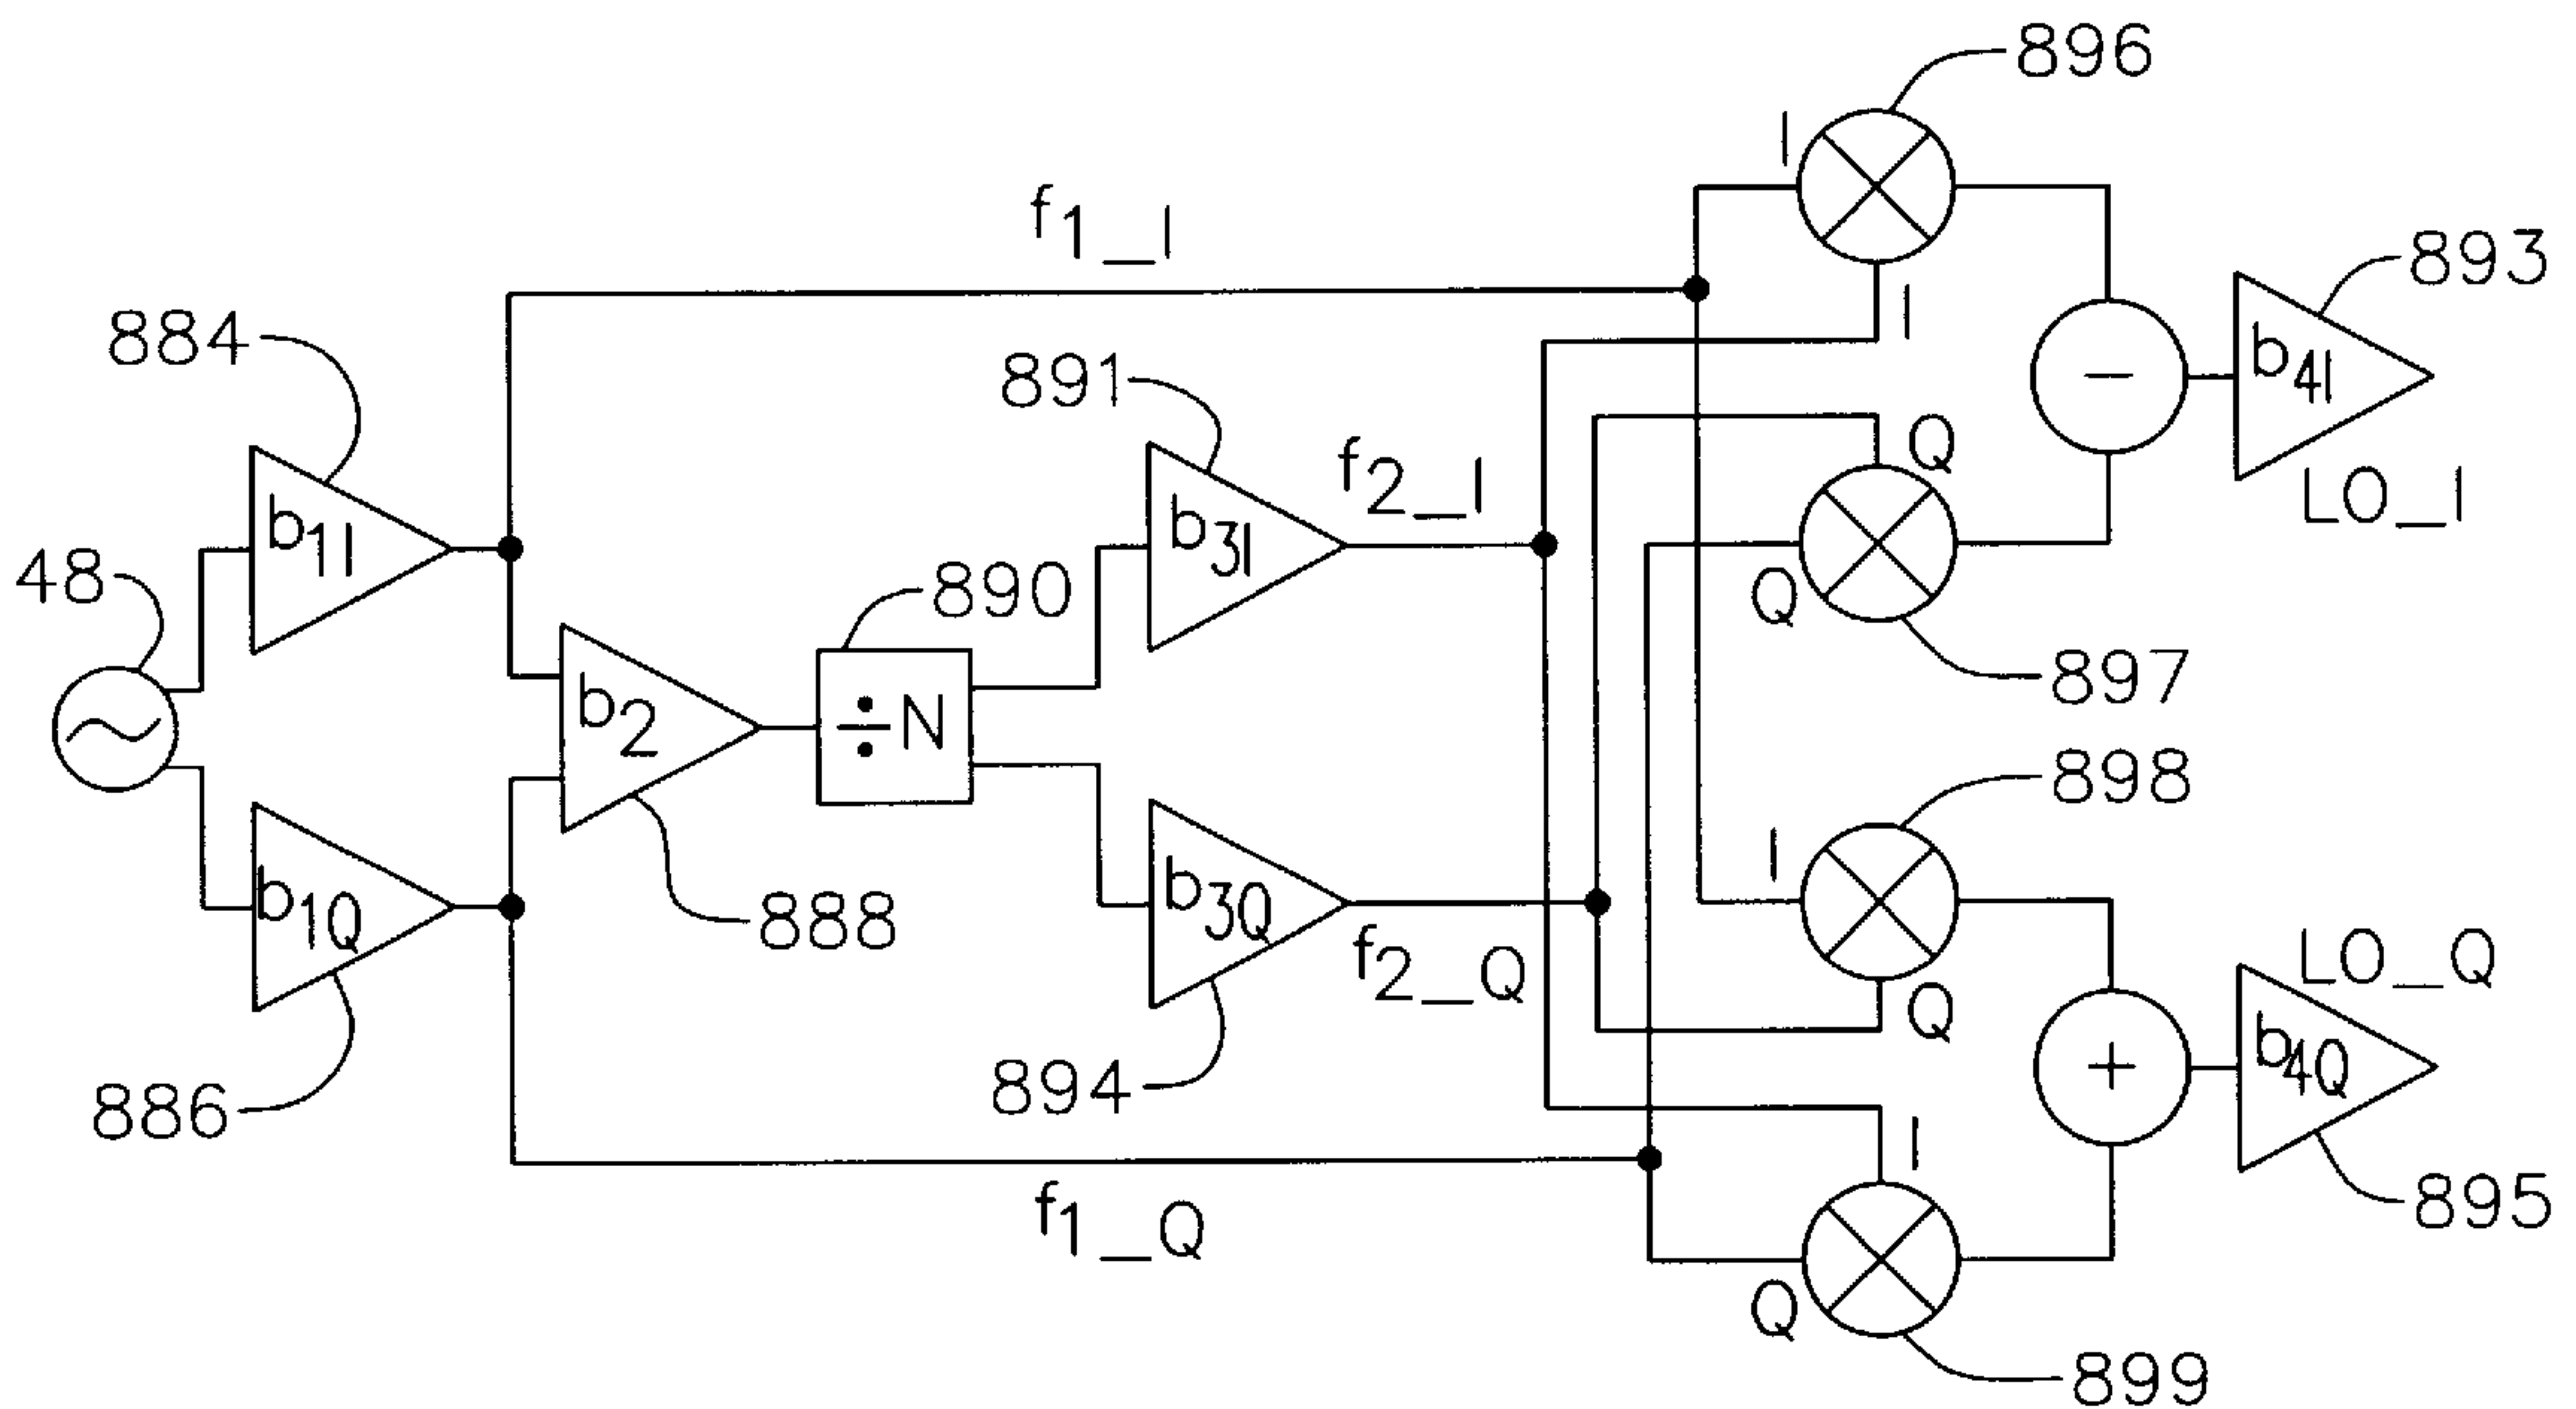 896
I
f1_I
893
884
I
b4I
891
f2_I
Q
LO_I
b1I
b3I
48
890
Q
897
b2
÷N
898
I
b1Q
888
b3Q
f2_Q
LO_Q
Q
b4Q
894
886
I
f1_Q
895
Q
899
−
+